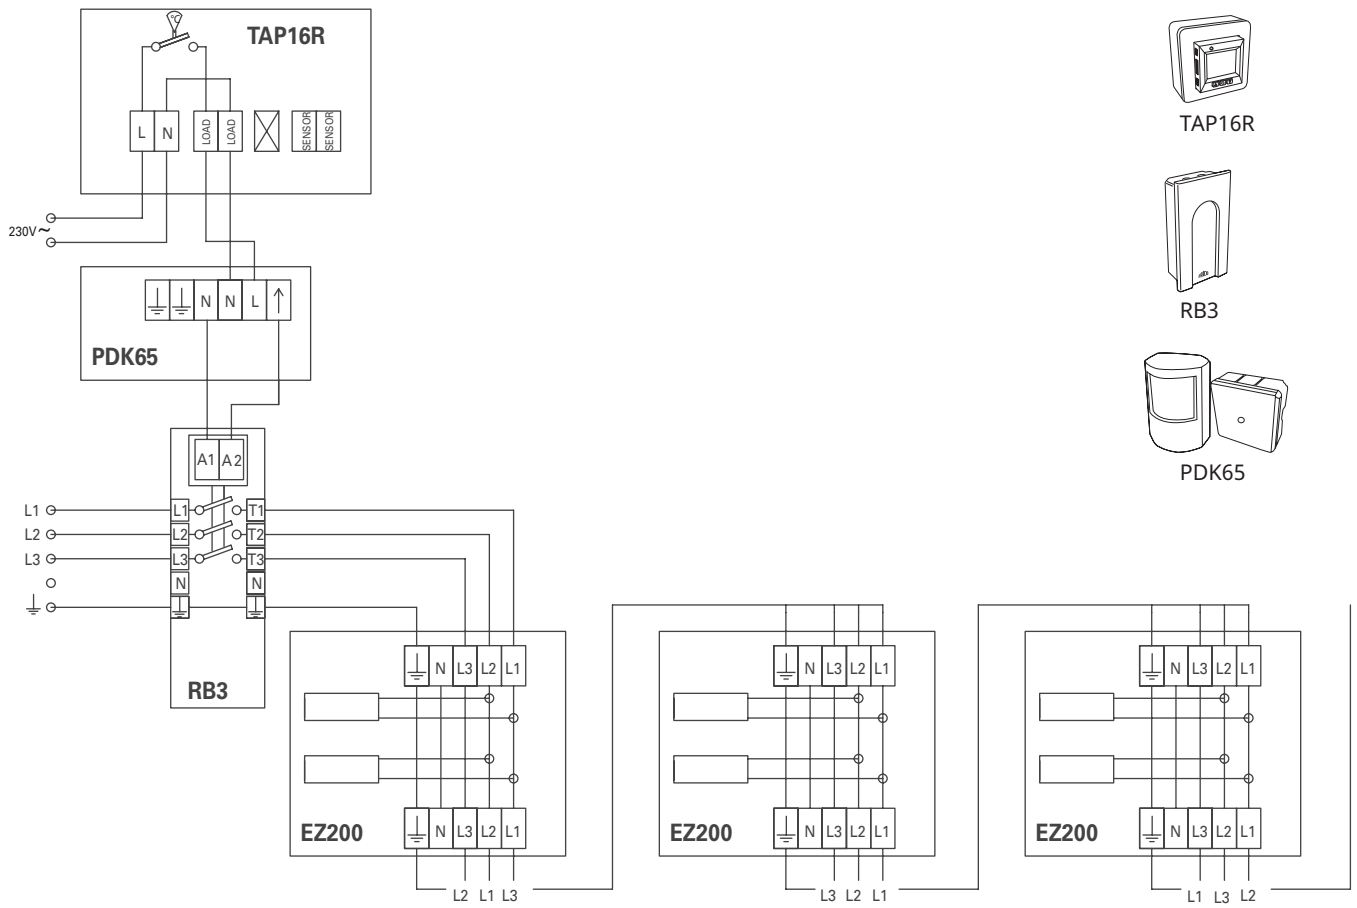 TAP16R
°C
L N LOAD LOAD SENSOR SENSOR
230V~
N N L
PDK65
A1 A2
L1 L1 T1
L2 L2 T2
L3 L3 T3
N N
RB3
N L3 L2 L1
EZ200 N L3 L2 L1
L2 L1 L3
N L3 L2 L1
EZ200 N L3 L2 L1
L3 L2 L1
N L3 L2 L1
EZ200 N L3 L2 L1
L1 L3 L2
TAP16R
RB3
PDK65